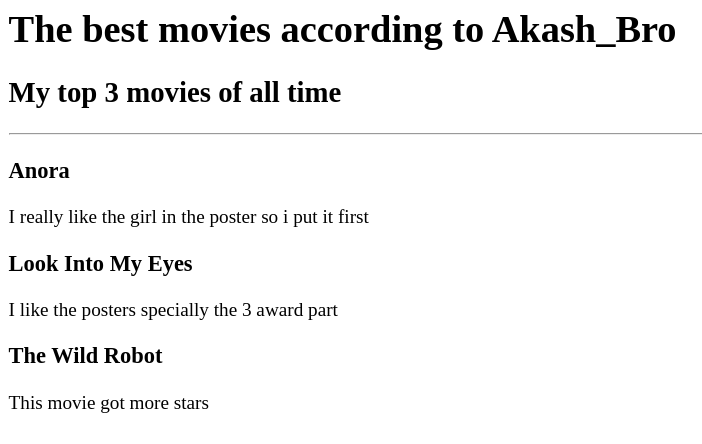 The best movies according to Akash_Bro
My top 3 movies of all time
Anora
I really like the girl in the poster so i put it first
Look Into My Eyes
I like the posters specially the 3 award part
The Wild Robot
This movie got more stars